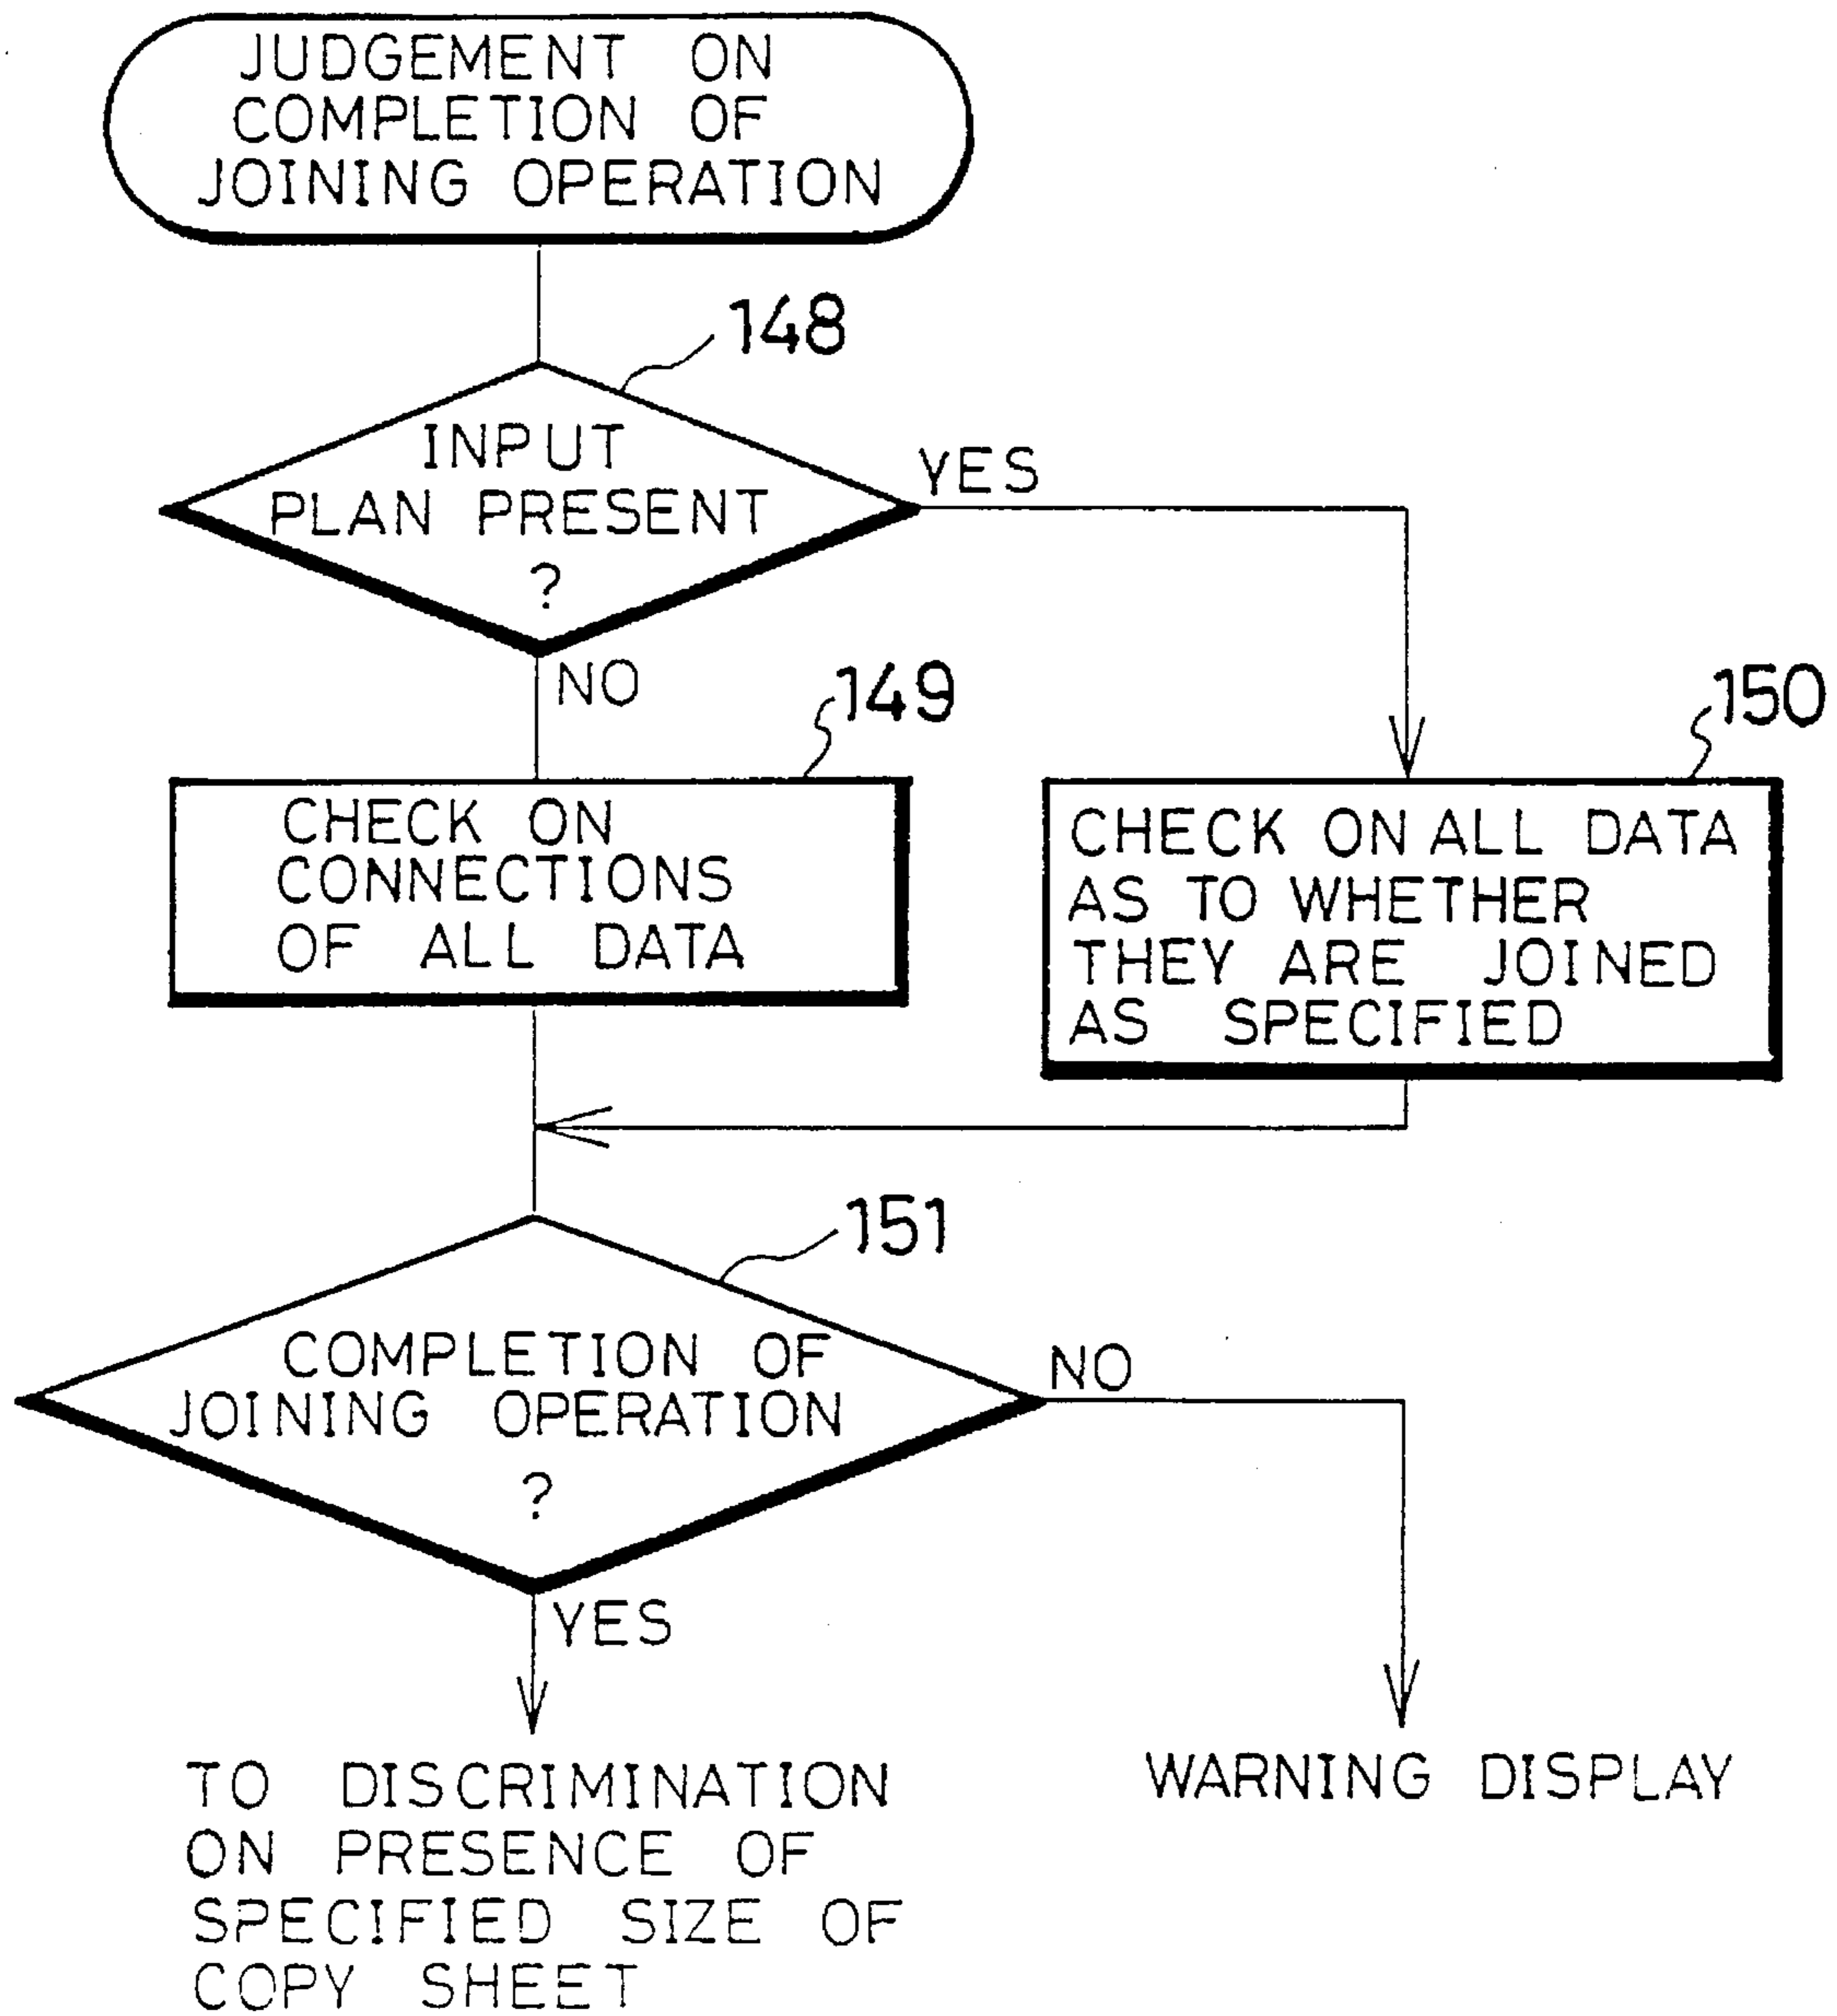 JUDGEMENT ON
COMPLETION OF
JOINING OPERATION
148
INPUT
PLAN PRESENT
?
YES
NO
149
CHECK ON
CONNECTIONS
OF ALL DATA
150
CHECK ON ALL DATA
AS TO WHETHER
THEY ARE JOINED
AS SPECIFIED
151
COMPLETION OF
JOINING OPERATION
?
NO
YES
TO DISCRIMINATION
ON PRESENCE OF
SPECIFIED SIZE OF
COPY SHEET
WARNING DISPLAY